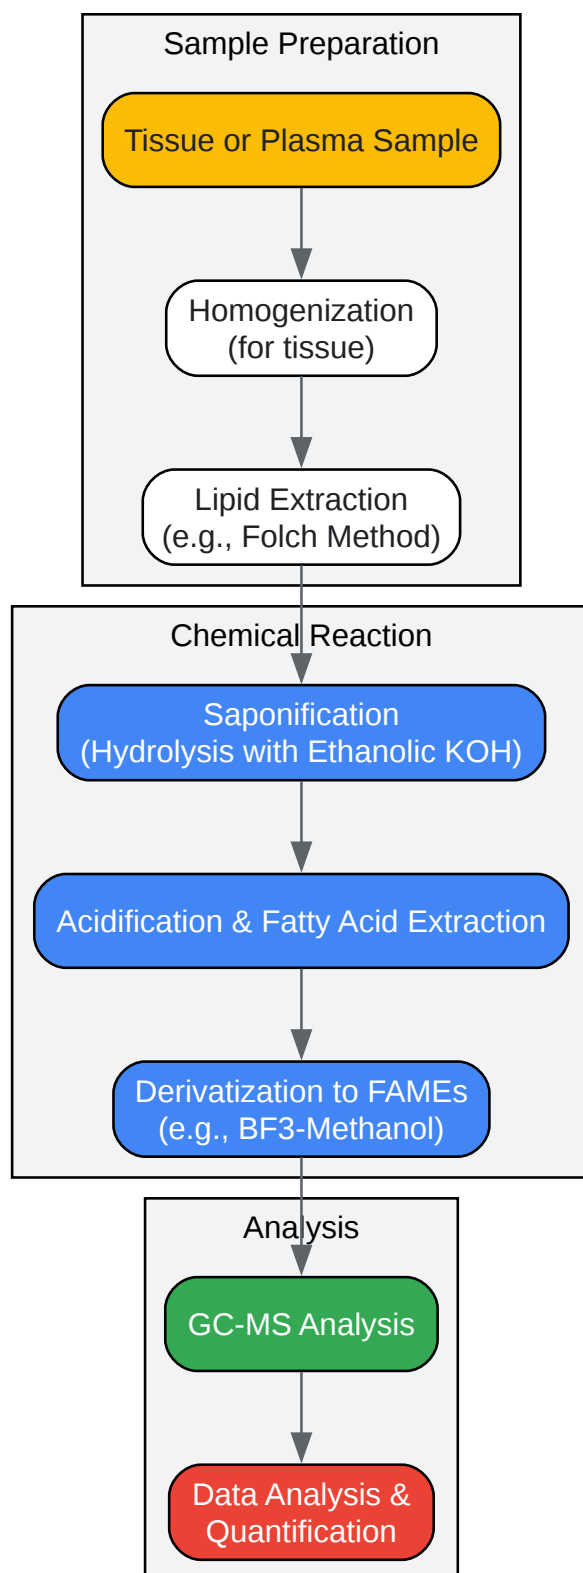 Sample Preparation
Tissue or Plasma Sample
Homogenization
(for tissue)
Lipid Extraction
(e.g., Folch Method)
Chemical Reaction
Saponification
(Hydrolysis with Ethanolic KOH)
Acidification & Fatty Acid Extraction
Derivatization to FAMEs
(e.g., BF3-Methanol)
Analysis
GC-MS Analysis
Data Analysis &
Quantification